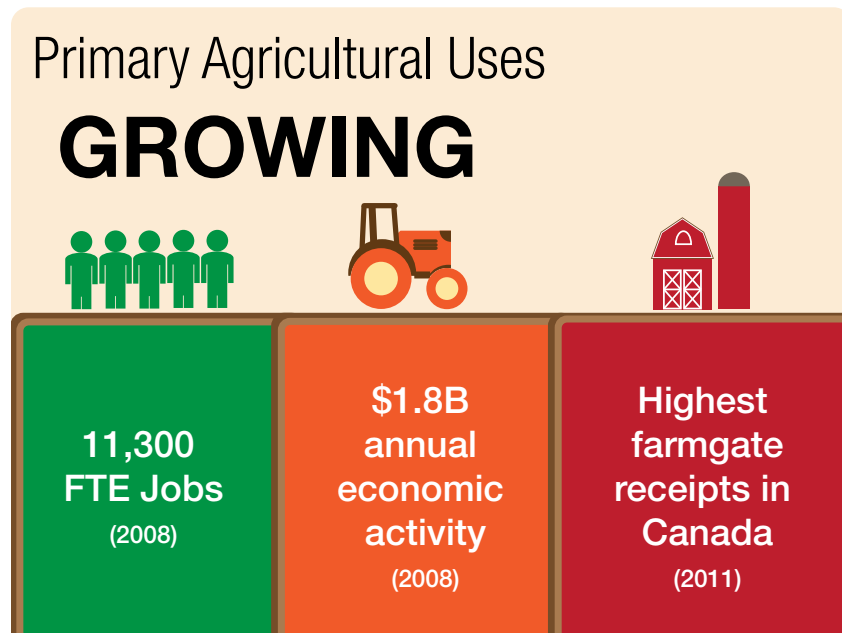 Primary Agricultural Uses
GROWING
11,300
FTE Jobs
(2008)
$1.8B
annual
economic
activity
(2008)
Highest
farmgate
receipts in
Canada
(2011)